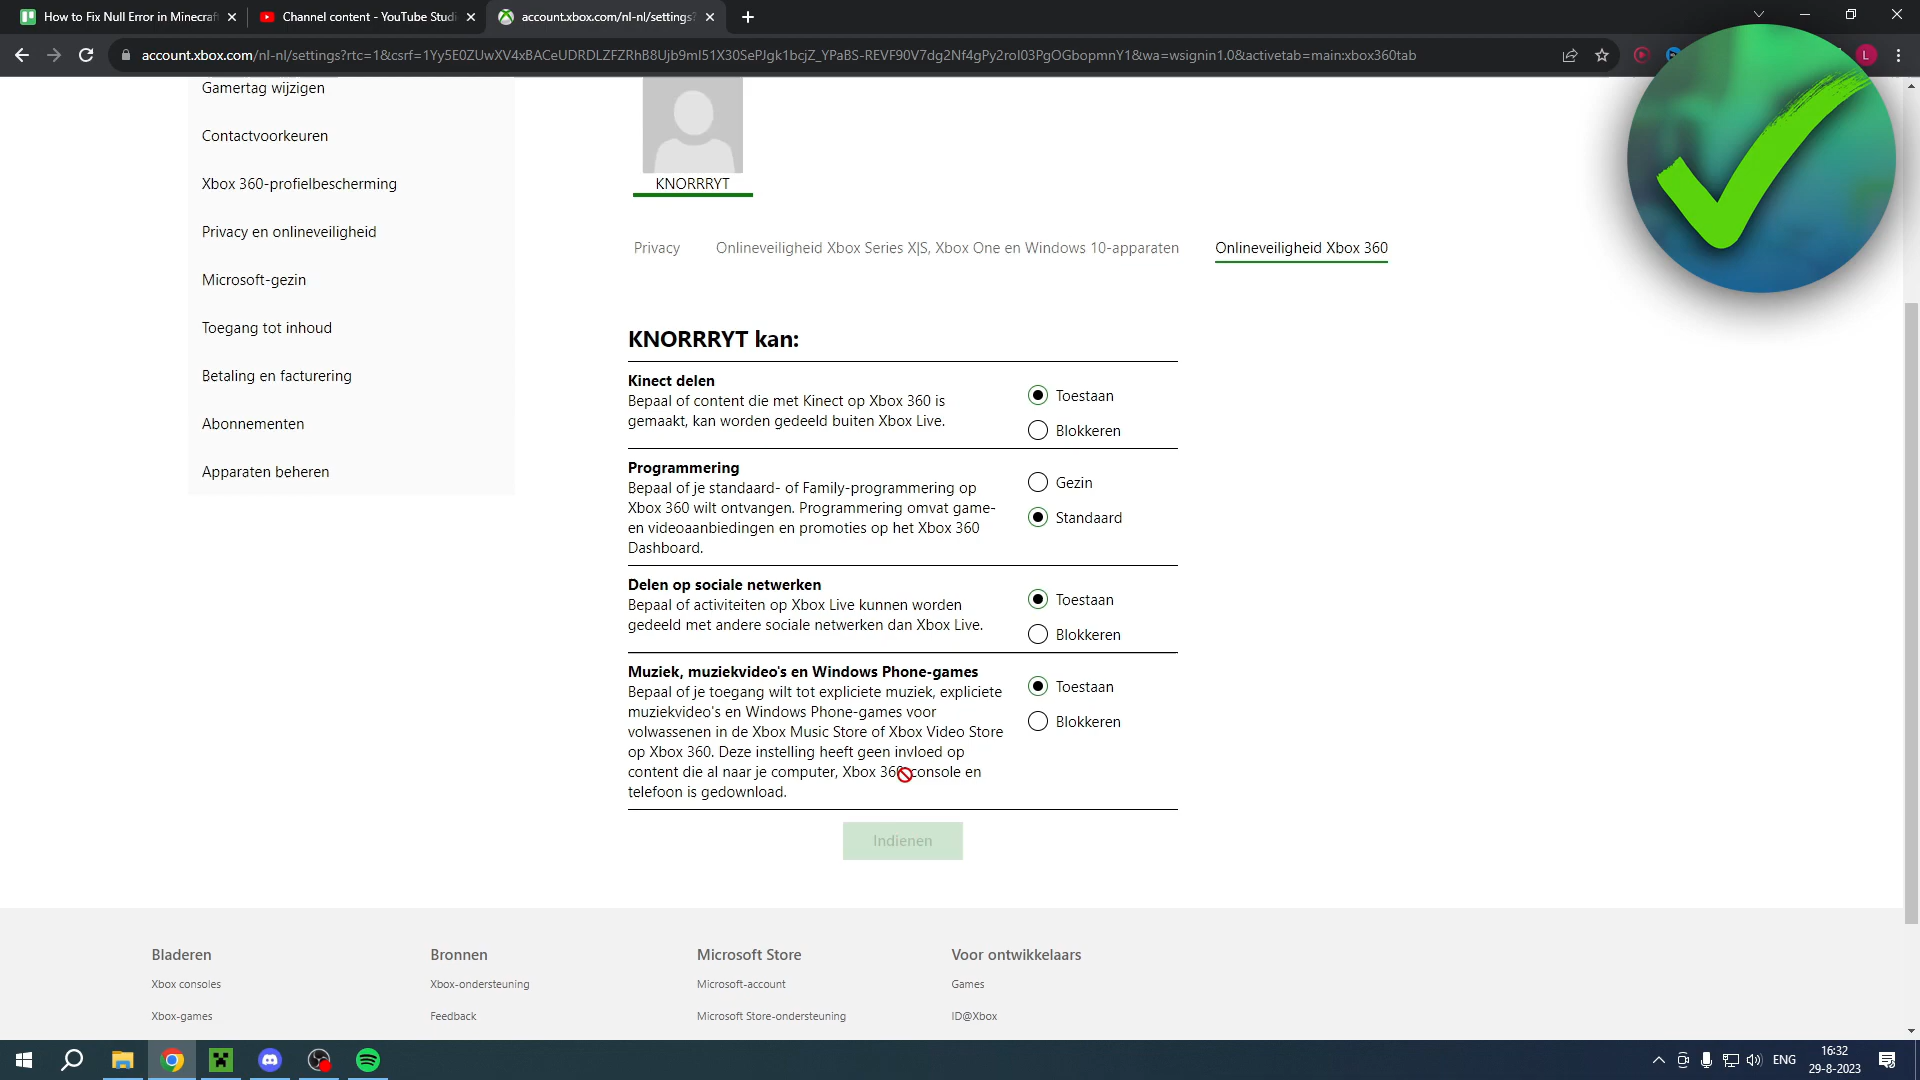 How to Fix Null Error in Minecraft
Channel content - YouTube Studi
account.xbox.com/nl-nl/settings?
account.xbox.com/nl-nl/settings?rtc=1&csrf=1Yy5E0ZUwXV4xBACeUDRDLZFZRhB8Ujb9mI51X30SePJgk1bcjZ_YPaBS-REVF90V7dg2Nf4gPy2roI03PgOGbopmnY1&wa=wsignin1.0&activetab=main:xbox360tab
L
Gamertag wijzigen
Contactvoorkeuren
Xbox 360-profielbescherming
Privacy en onlineveiligheid
Microsoft-gezin
Toegang tot inhoud
Betaling en facturering
Abonnementen
Apparaten beheren
KNORRRYT
Privacy
Onlineveiligheid Xbox Series X|S, Xbox One en Windows 10-apparaten
Onlineveiligheid Xbox 360
KNORRRYT kan:
Kinect delen
Bepaal of content die met Kinect op Xbox 360 is
gemaakt, kan worden gedeeld buiten Xbox Live.
Toestaan
Blokkeren
Programmering
Bepaal of je standaard- of Family-programmering op
Xbox 360 wilt ontvangen. Programmering omvat game-
en videoaanbiedingen en promoties op het Xbox 360
Dashboard.
Gezin
Standaard
Delen op sociale netwerken
Bepaal of activiteiten op Xbox Live kunnen worden
gedeeld met andere sociale netwerken dan Xbox Live.
Toestaan
Blokkeren
Muziek, muziekvideo's en Windows Phone-games
Bepaal of je toegang wilt tot expliciete muziek, expliciete
muziekvideo's en Windows Phone-games voor
volwassenen in de Xbox Music Store of Xbox Video Store
op Xbox 360. Deze instelling heeft geen invloed op
content die al naar je computer, Xbox 360-console en
telefoon is gedownload.
Toestaan
Blokkeren
Indienen
Bladeren
Xbox consoles
Xbox-games
Bronnen
Xbox-ondersteuning
Feedback
Microsoft Store
Microsoft-account
Microsoft Store-ondersteuning
Voor ontwikkelaars
Games
ID@Xbox
ENG
16:32
29-8-2023